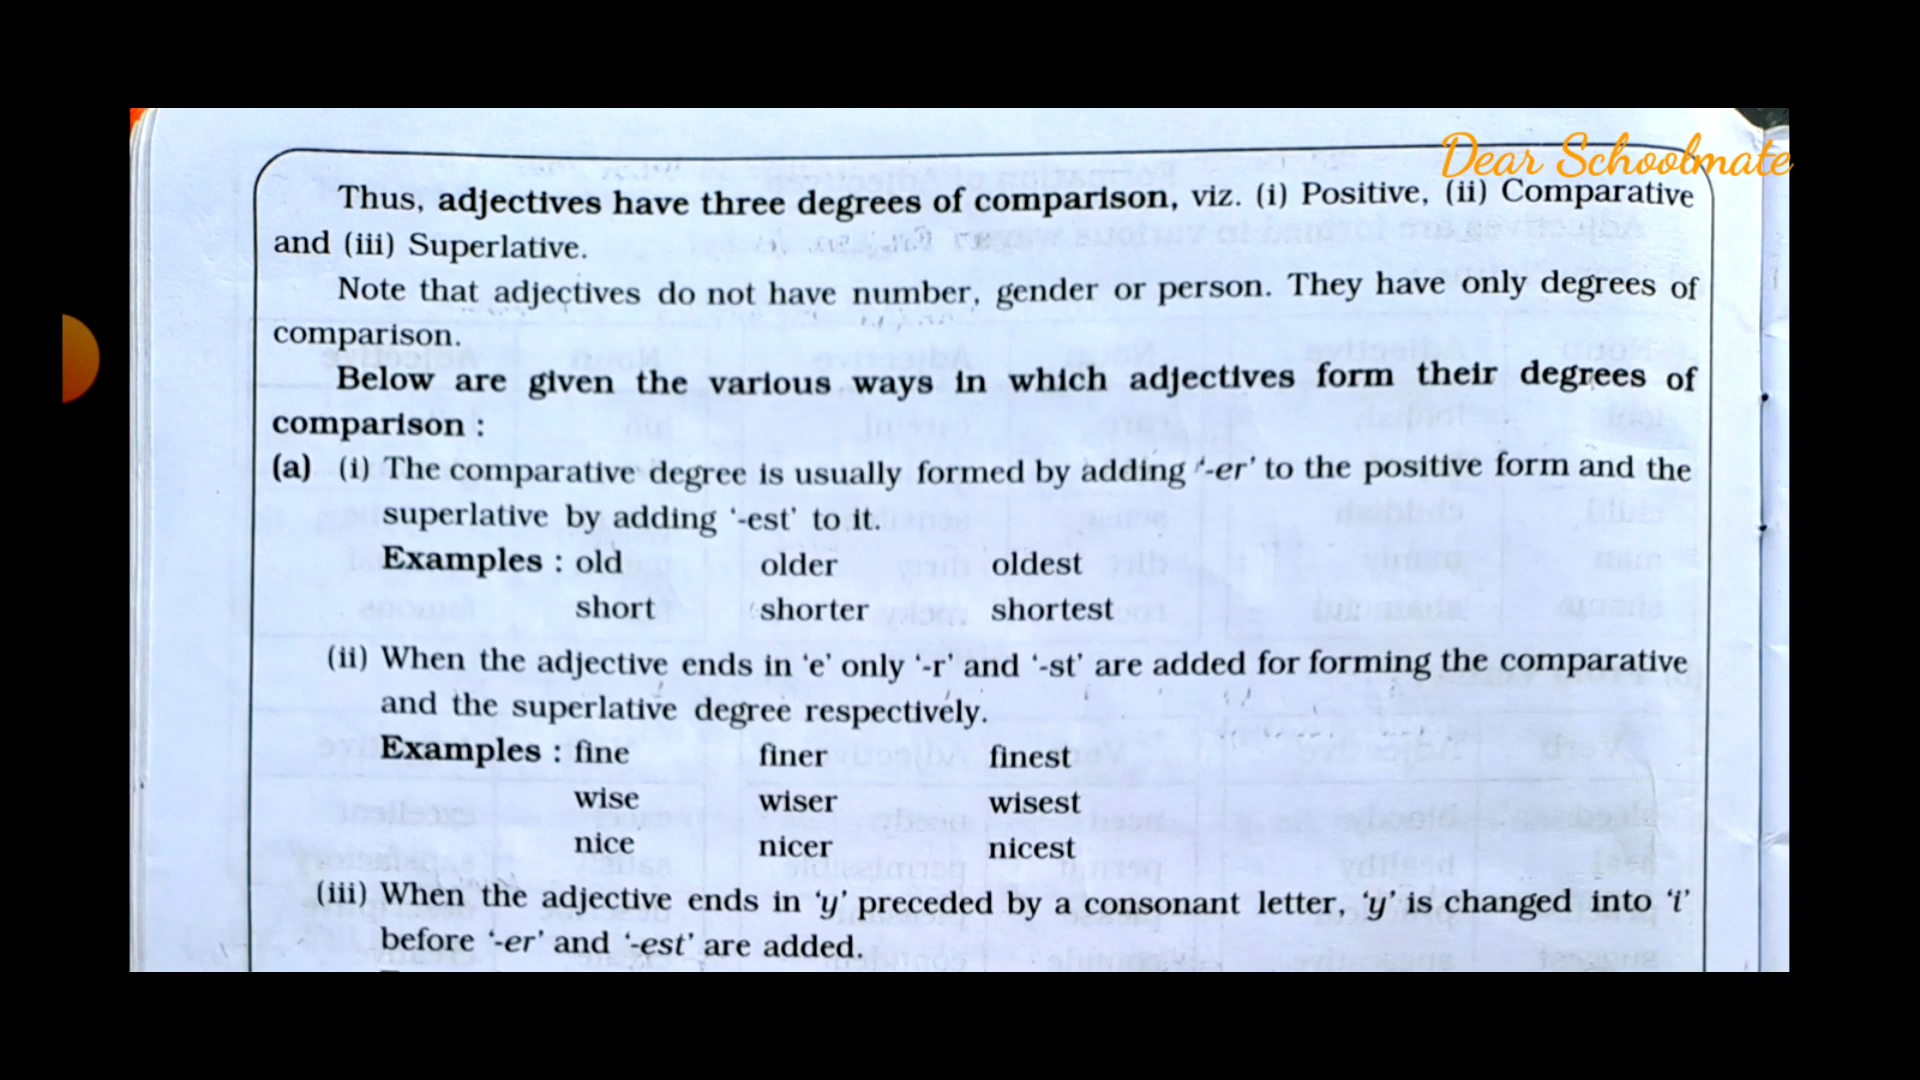 Dear Schoolmate
Thus, adjectives have three degrees of comparison, viz. (i) Positive, (ii) Comparative
and (iii) Superlative.
Note that adjectives do not have number, gender or person. They have only degrees of
comparison.
Below are given the various ways in which adjectives form their degrees of
comparison :
(a) (i) The comparative degree is usually formed by adding ‘-er’ to the positive form and the
superlative by adding ‘-est’ to it.
Examples : old older oldest
short shorter shortest
(ii) When the adjective ends in ‘e’ only ‘-r’ and ‘-st’ are added for forming the comparative
and the superlative degree respectively.
Examples : fine finer finest
wise wiser wisest
nice nicer nicest
(iii) When the adjective ends in ‘y’ preceded by a consonant letter, ‘y’ is changed into ‘i’
before ‘-er’ and ‘-est’ are added.